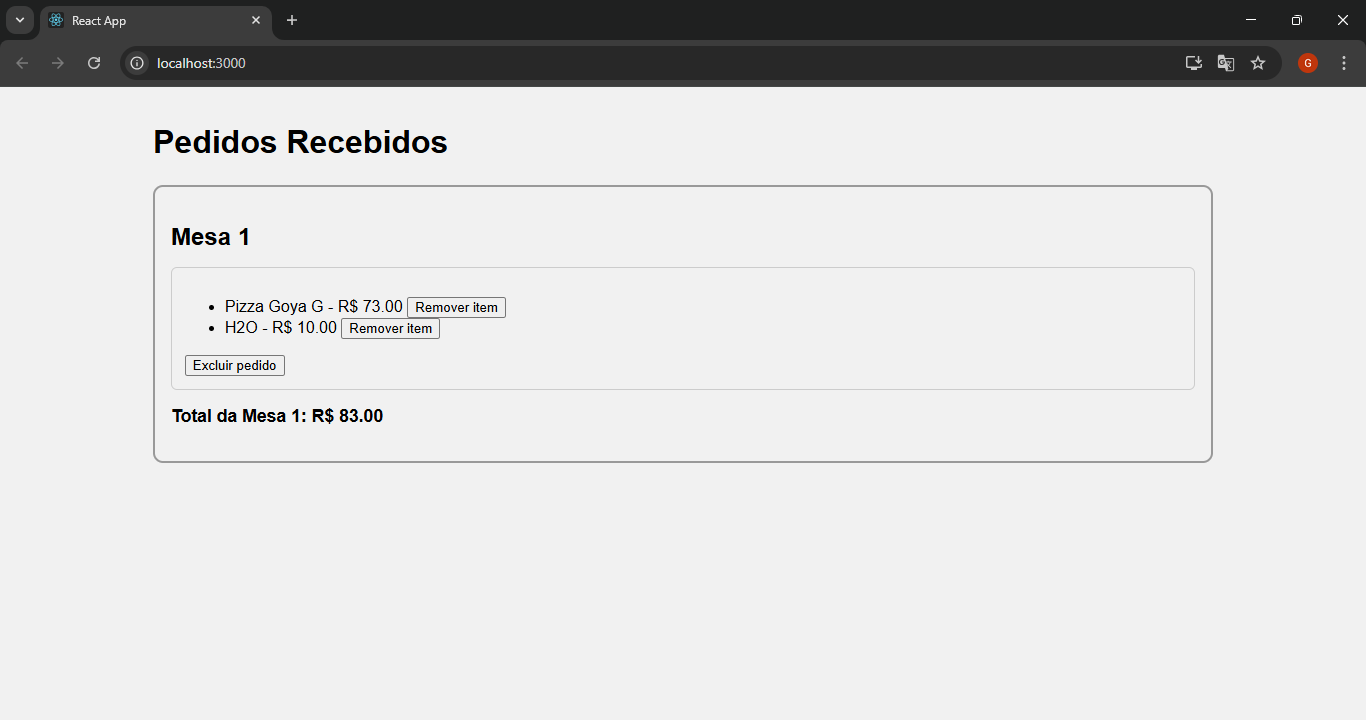 React App
localhost:3000
G
Pedidos Recebidos
Mesa 1
Pizza Goya G - R$ 73.00 Remover item
H2O - R$ 10.00 Remover item
Excluir pedido
Total da Mesa 1: R$ 83.00